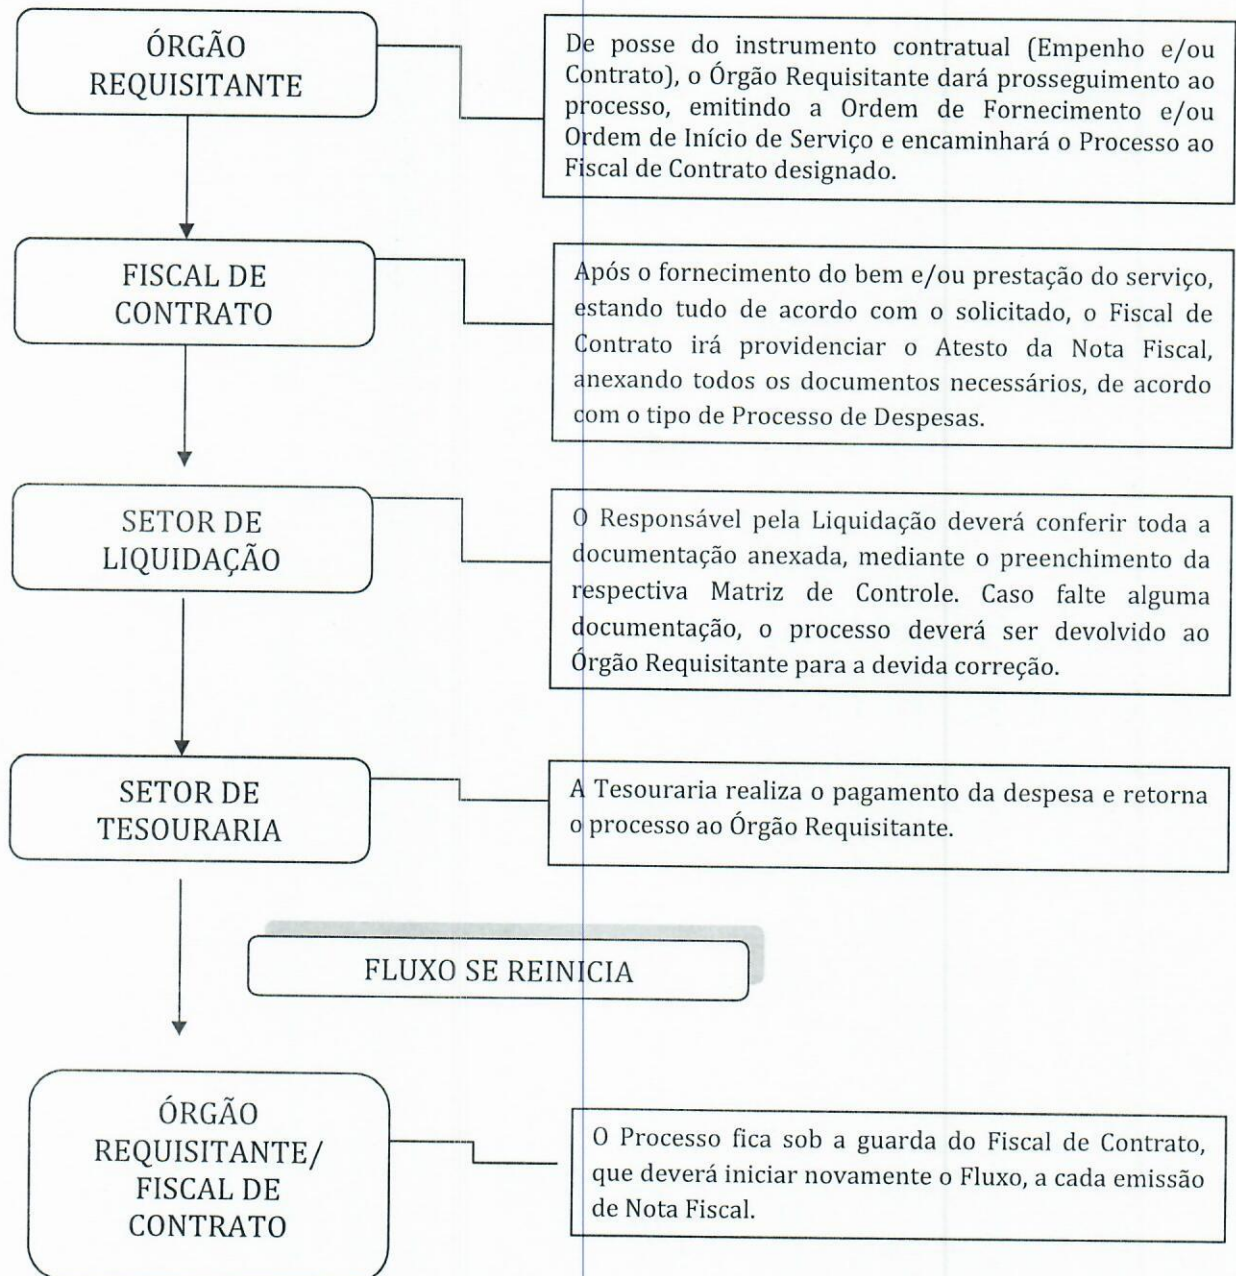 ÓRGÃO
REQUISITANTE
De posse do instrumento contratual (Empenho e/ou
Contrato), o Órgão Requisitante dará prosseguimento ao
processo, emitindo a Ordem de Fornecimento e/ou
Ordem de Início de Serviço e encaminhará o Processo ao
Fiscal de Contrato designado.
FISCAL DE
CONTRATO
Após o fornecimento do bem e/ou prestação do serviço,
estando tudo de acordo com o solicitado, o Fiscal de
Contrato irá providenciar o Atesto da Nota Fiscal,
anexando todos os documentos necessários, de acordo
com o tipo de Processo de Despesas.
SETOR DE
LIQUIDAÇÃO
O Responsável pela Liquidação deverá conferir toda a
documentação anexada, mediante o preenchimento da
respectiva Matriz de Controle. Caso falte alguma
documentação, o processo deverá ser devolvido ao
Órgão Requisitante para a devida correção.
SETOR DE
TESOURARIA
A Tesouraria realiza o pagamento da despesa e retorna
o processo ao Órgão Requisitante.
FLUXO SE REINICIA
ÓRGÃO
REQUISITANTE/
FISCAL DE
CONTRATO
O Processo fica sob a guarda do Fiscal de Contrato,
que deverá iniciar novamente o Fluxo, a cada emissão
de Nota Fiscal.